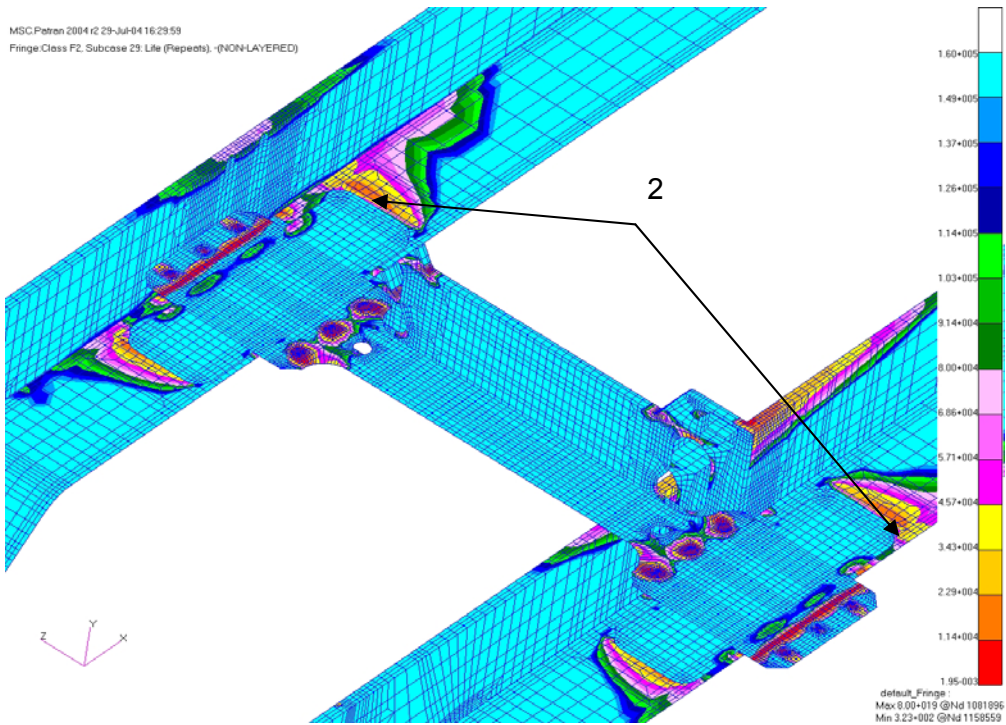 MSC.Patran 2004 r2 29-Jul-04 16:29:59
Fringe:Class F2, Subcase 29: Life (Repeats), -(NON-LAYERED)
2
1.60+005
1.49+005
1.37+005
1.26+005
1.14+005
1.03+005
9.14+004
8.00+004
6.86+004
5.71+004
4.57+004
3.43+004
2.29+004
1.14+004
1.95-003
Z
Y
X
default_Fringe :
Max 8.00+019 @Nd
Min 3.23+002 @Nd 1158559